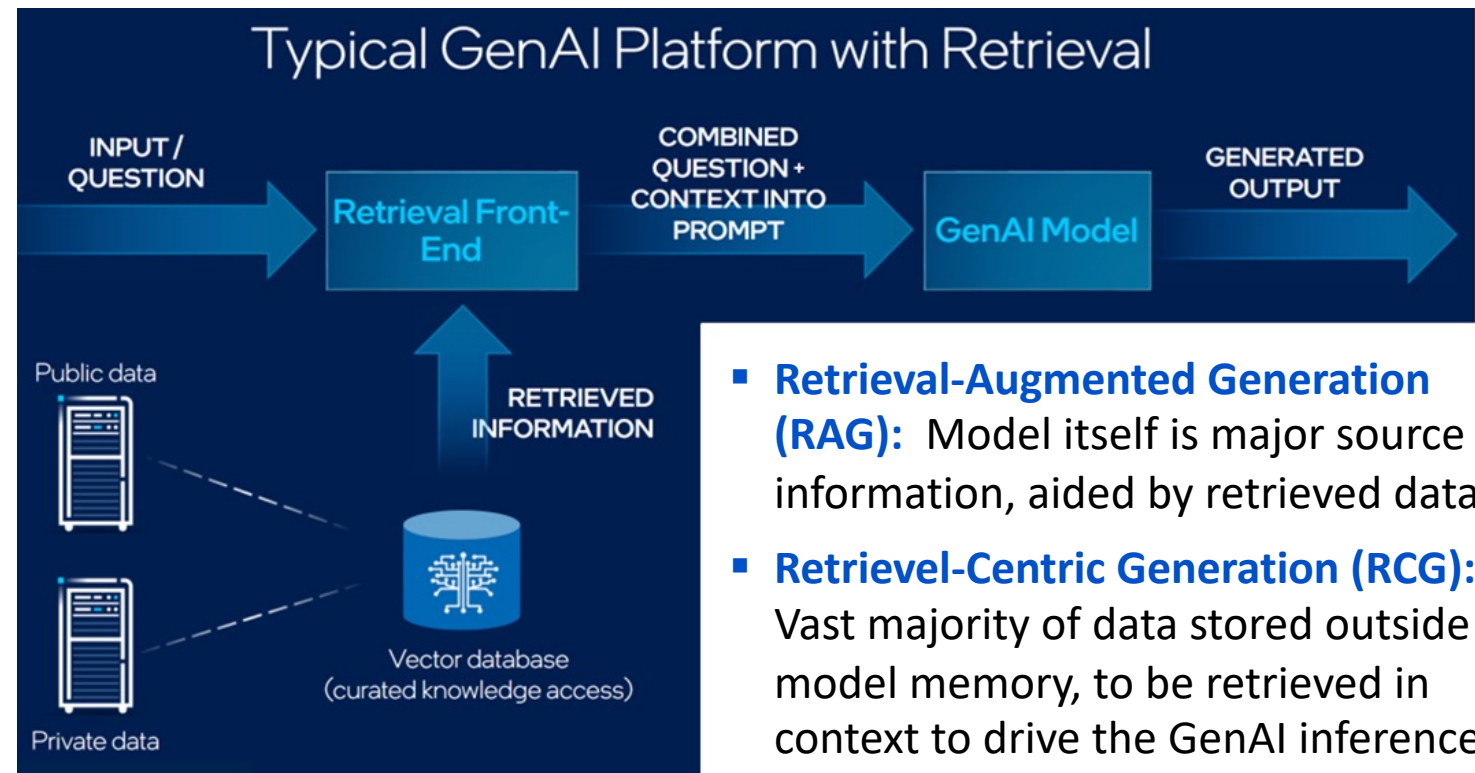 Typical GenAI Platform with Retrieval
INPUT /
QUESTION
Retrieval Front-
End
COMBINED
QUESTION +
CONTEXT INTO
PROMPT
GenAI Model
GENERATED
OUTPUT
Public data
RETRIEVED
INFORMATION
Vector database
(curated knowledge access)
Private data
▪ Retrieval-Augmented Generation
(RAG): Model itself is major source
information, aided by retrieved data
▪ Retrievel-Centric Generation (RCG):
Vast majority of data stored outside
model memory, to be retrieved in
context to drive the GenAI inference